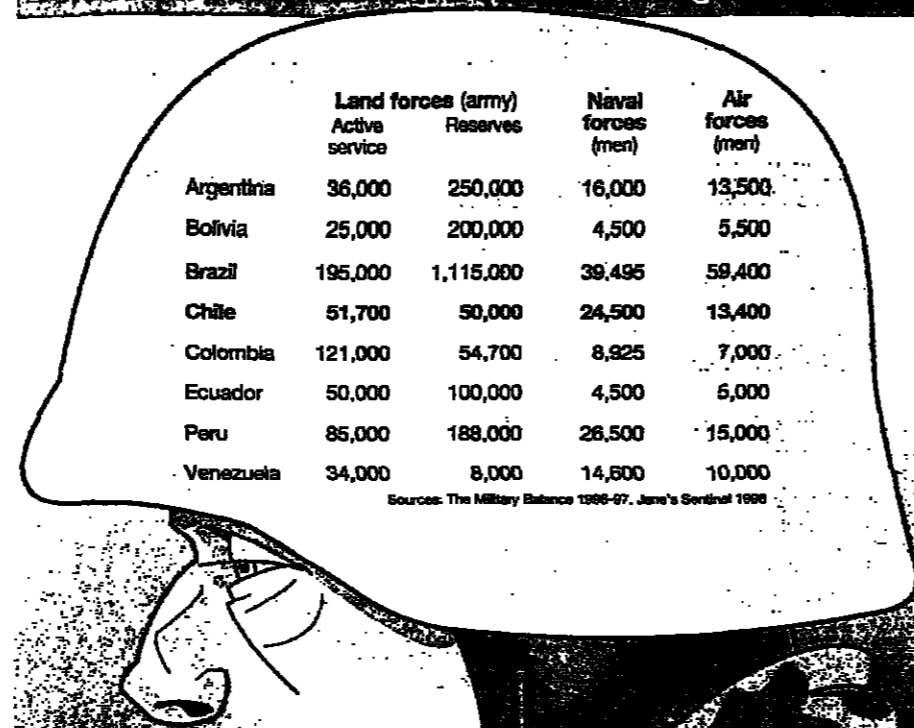 Land forces (army) Naval Air
Active Reserves forces forces
service (men) (men)
Argentina 36,000 250,000 16,000 13,500
Bolivia 25,000 200,000 4,500 5,500
Brazil 195,000 1,115,000 39,495 59,400
Chile 51,700 50,000 24,500 13,400
Colombia 121,000 54,700 8,925 7,000
Ecuador 50,000 100,000 4,500 5,000
Peru 85,000 188,000 26,500 15,000
Venezuela 34,000 8,000 14,600 10,000
Sources: The Military Balance 1996-97, Jane's Sentinel 1996